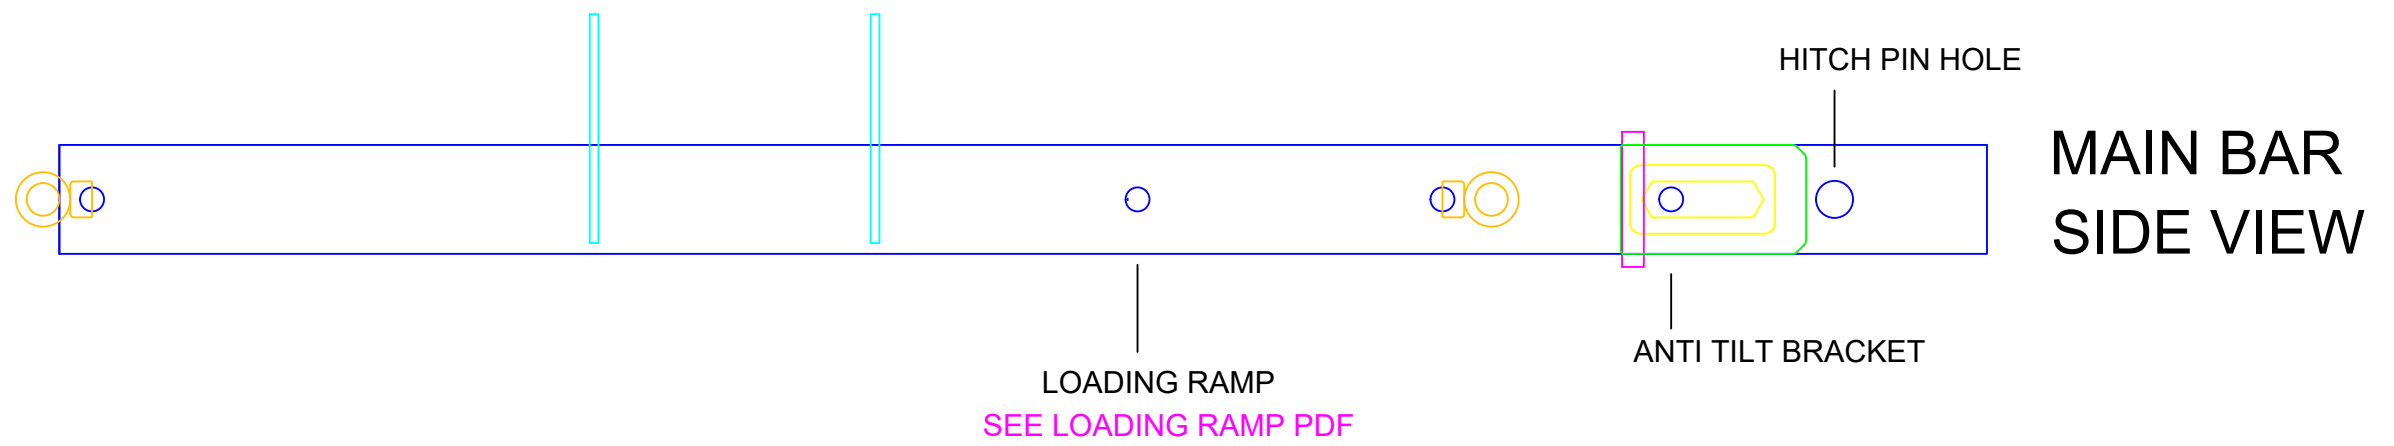 HITCH PIN HOLE
MAIN BAR
SIDE VIEW
ANTI TILT BRACKET
LOADING RAMP
SEE LOADING RAMP PDF